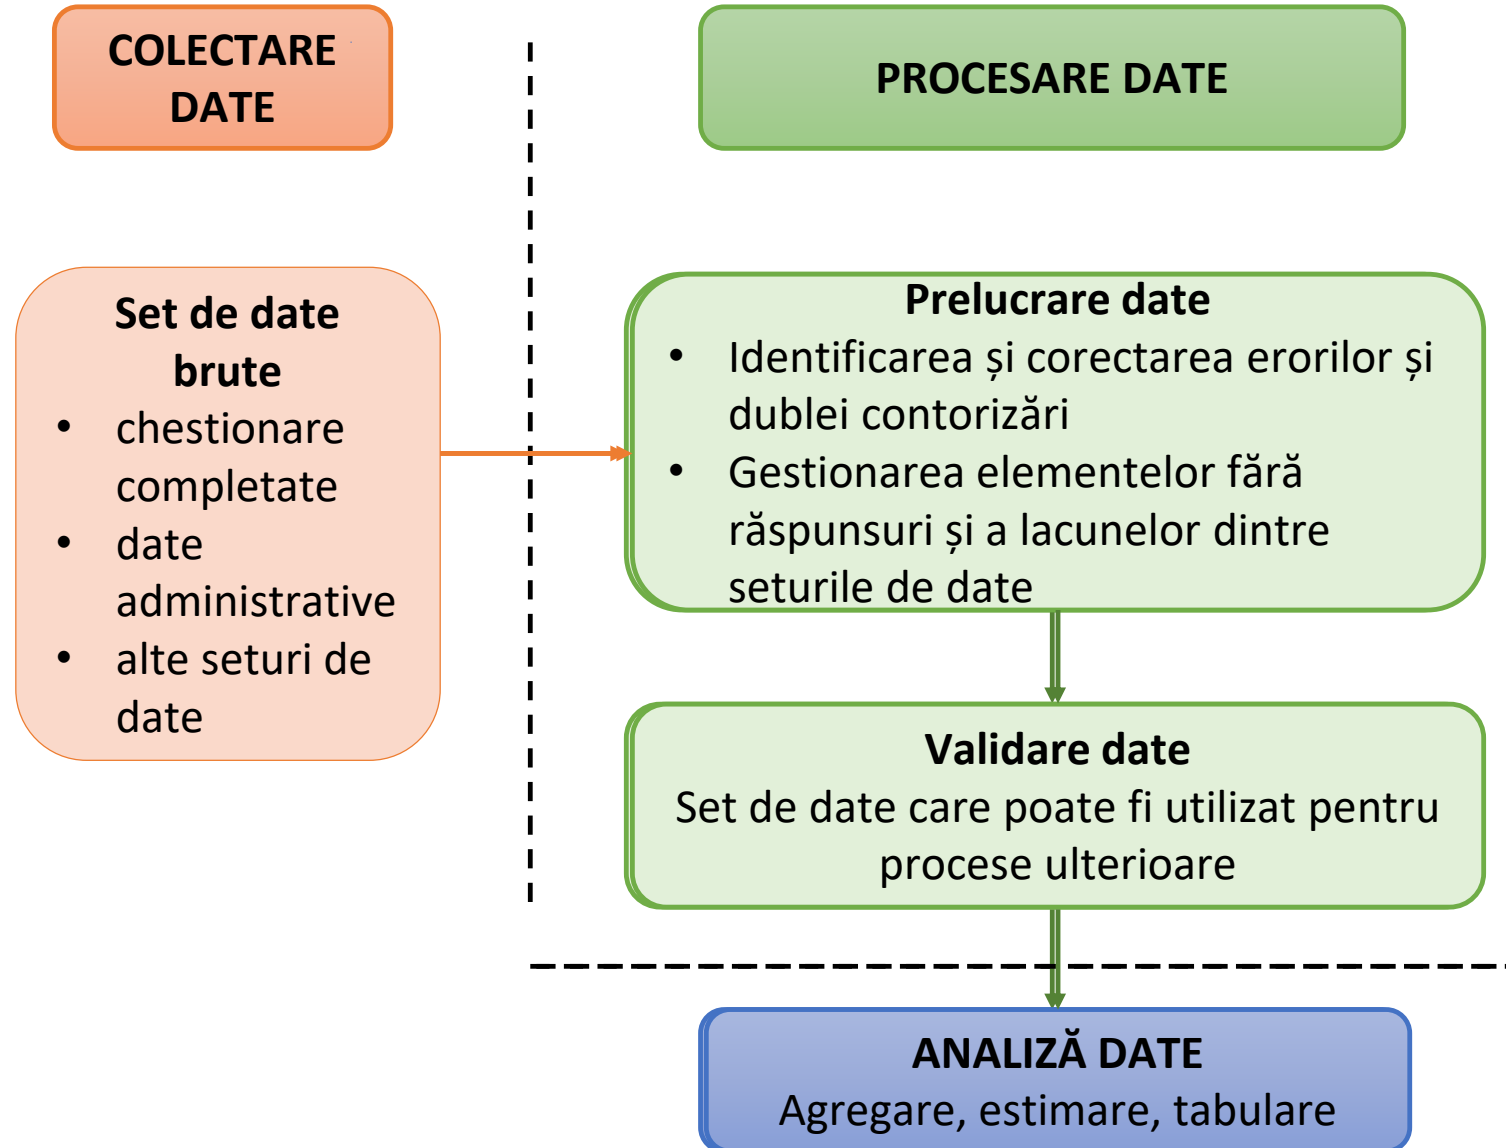 COLECTARE
DATE
PROCESARE DATE
Set de date
brute
• chestionare
completate
• date
administrative
• alte seturi de
date
Prelucrare date
• Identificarea și corectarea erorilor și
dublei contorizări
• Gestionarea elementelor fără
răspunsuri și a lacunelor dintre
seturile de date
Validare date
Set de date care poate fi utilizat pentru
procese ulterioare
ANALIZĂ DATE
Agregare, estimare, tabulare